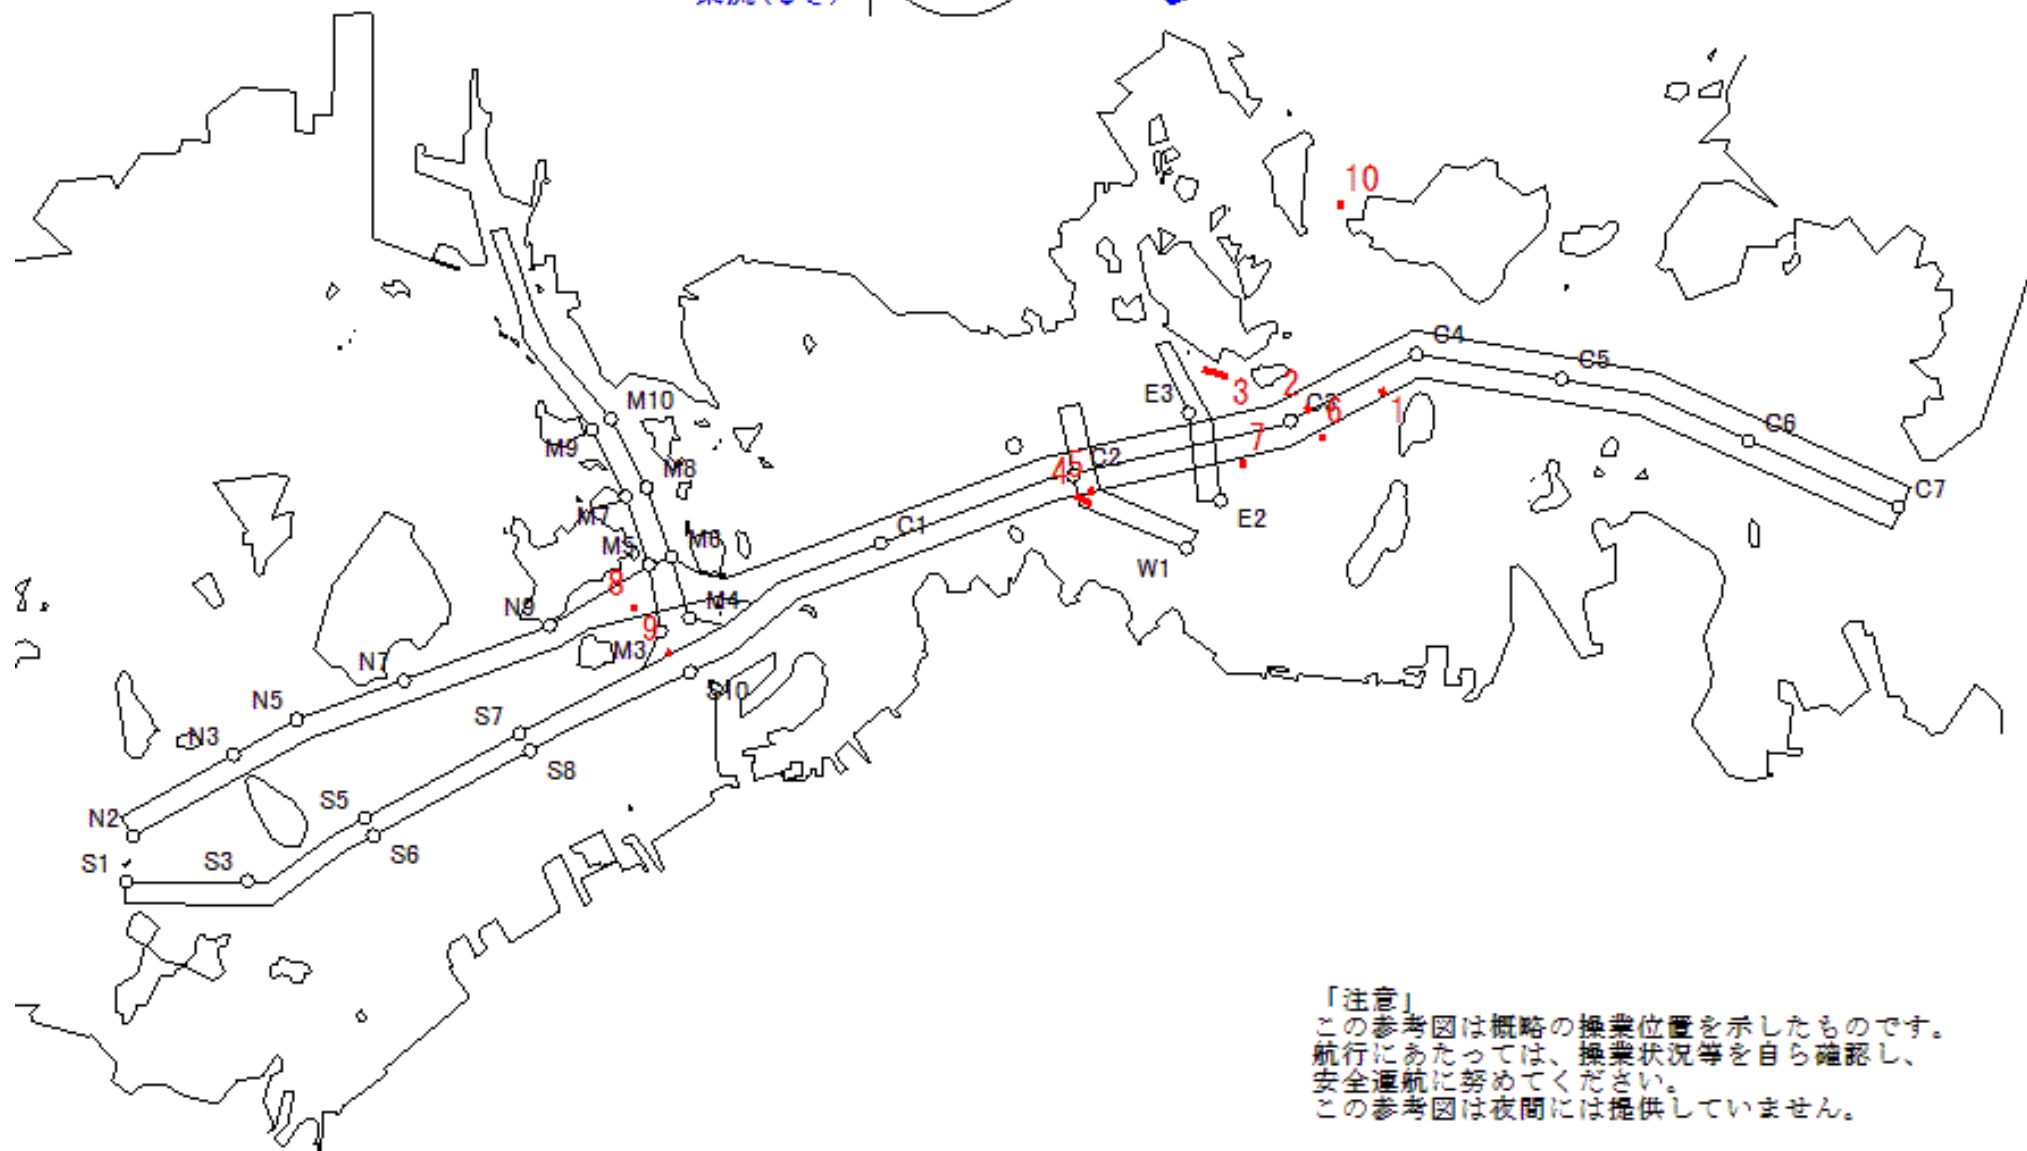 10
C4
C5
2
3
E3
C3
6
1
M10
7
C6
M9
M8
C2
45
C7
M7
E2
C1
M6
M5
W1
8
N9
M4
9
M3
N7
S10
N5
S7
N3
S8
S5
N2
S6
S1
S3
「注意」
この参考図は概略の操業位置を示したものです。
航行にあたっては、操業状況等を自ら確認し、
安全運航に努めてください。
この参考図は夜間には提供していません。